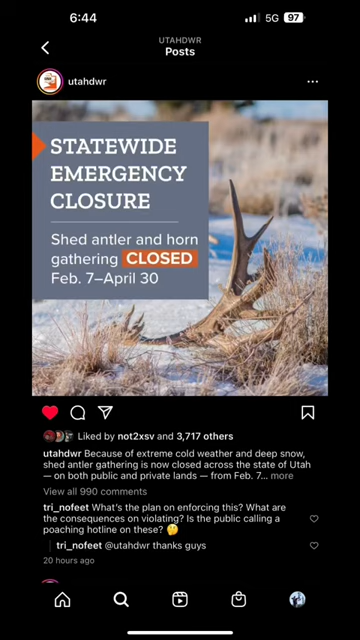 6:44
5G 97
UTAHDWR
Posts
utahdwr
STATEWIDE
EMERGENCY
CLOSURE
Shed antler and horn
gathering CLOSED
Feb. 7–April 30
Liked by not2xsv and 3,717 others
utahdwr Because of extreme cold weather and deep snow,
shed antler gathering is now closed across the state of Utah
— on both public and private lands — from Feb. 7... more
View all 990 comments
tri_nofeet What's the plan on enforcing this? What are
the consequences on violating? Is the public calling a
poaching hotline on these? 🤔
tri_nofeet @utahdwr thanks guys
20 hours ago